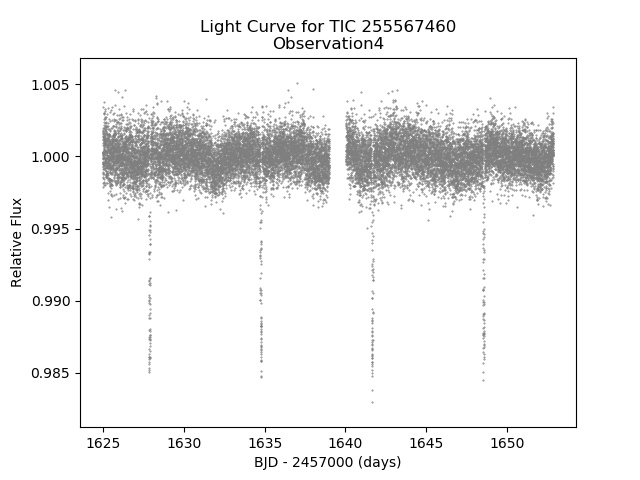 Light Curve for TIC 255567460
Observation4
1.005
1.000
0.995
0.990
0.985
Relative Flux
1625 1630 1635 1640 1645 1650
BJD - 2457000 (days)